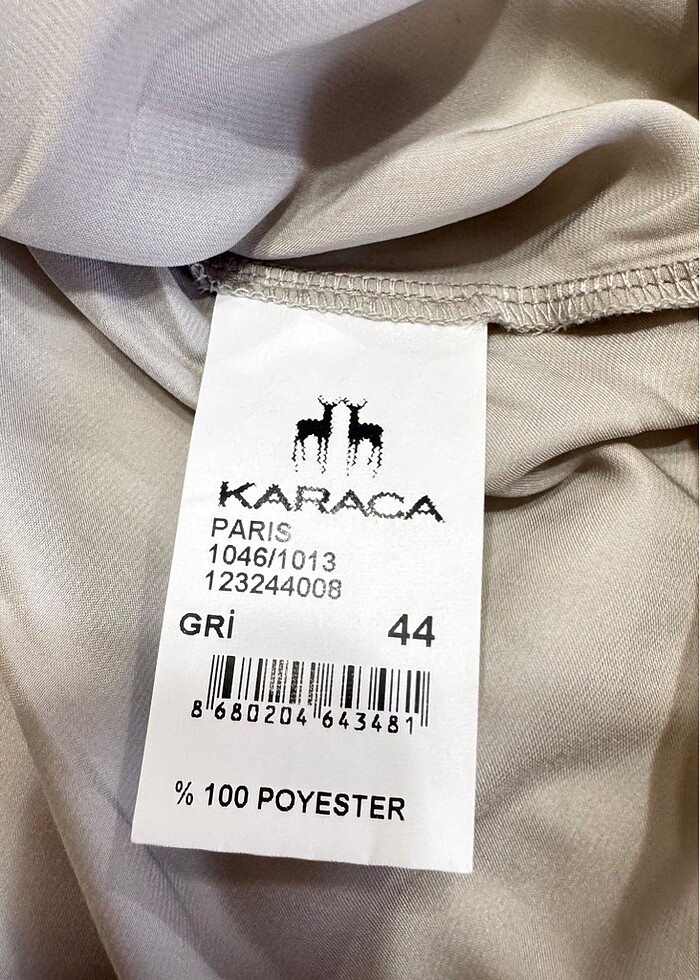 KARACA
PARIS
1046/1013
123244008
GRİ 44
8 680204 643481
% 100 POYESTER